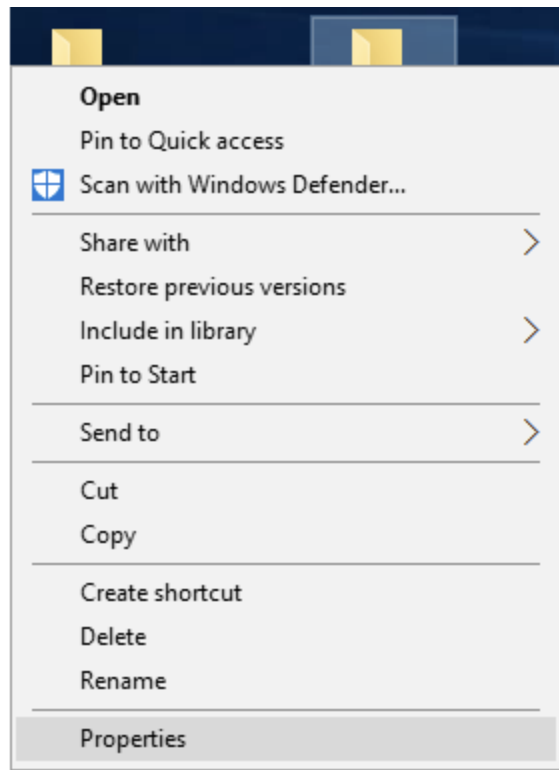 Open
Pin to Quick access
Scan with Windows Defender...
Share with
Restore previous versions
Include in library
Pin to Start
Send to
Cut
Copy
Create shortcut
Delete
Rename
Properties